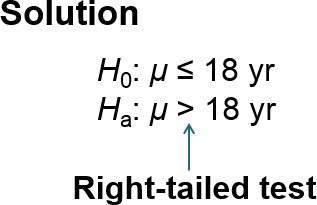 Solution
H₀: μ ≤ 18 yr
Hₐ: μ > 18 yr
Right-tailed test